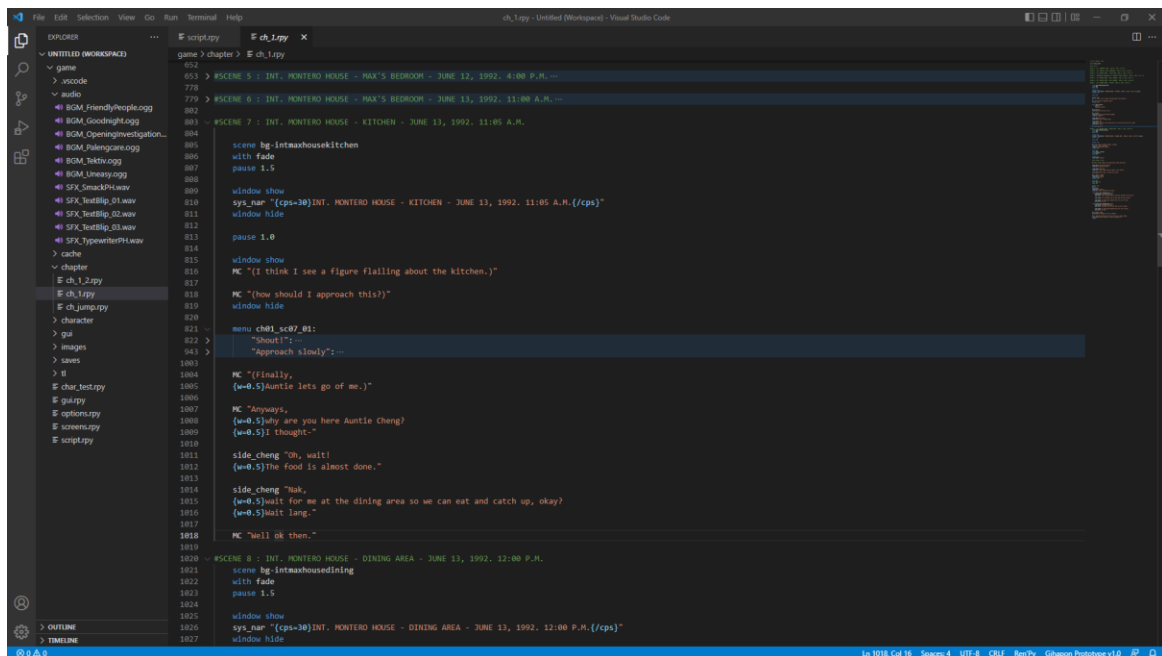 File Edit Selection View Go Run Terminal Help
ch_1.rpy - Untitled (Workspace) - Visual Studio Code
EXPLORER
script.rpy
ch_1.rpy
UNTITLED (WORKSPACE)
game > chapter > ch_1.rpy
game
.vscode
audio
BGM_FriendlyPeople.ogg
BGM_Goodnight.ogg
BGM_OpeningInvestigation...
BGM_Palengcare.ogg
BGM_Tektiv.ogg
BGM_Uneasy.ogg
SFX_SmackPH.wav
SFX_TextBlip_01.wav
SFX_TextBlip_02.wav
SFX_TextBlip_03.wav
SFX_TypewriterPH.wav
cache
chapter
ch_1_2.rpy
ch_1.rpy
ch_jump.rpy
character
gui
images
saves
tl
char_test.rpy
gui.rpy
options.rpy
screens.rpy
script.rpy
OUTLINE
TIMELINE
652
653 #SCENE 5 : INT. MONTERO HOUSE - MAX'S BEDROOM - JUNE 12, 1992. 4:00 P.M.
778
779 #SCENE 6 : INT. MONTERO HOUSE - MAX'S BEDROOM - JUNE 13, 1992. 11:00 A.M.
802
803 #SCENE 7 : INT. MONTERO HOUSE - KITCHEN - JUNE 13, 1992. 11:05 A.M.
804
805 scene bg-intmaxhousekitchen
806 with fade
807 pause 1.5
808
809 window show
810 sys_nar "{cps=30}INT. MONTERO HOUSE - KITCHEN - JUNE 13, 1992. 11:05 A.M.{/cps}"
811 window hide
812
813 pause 1.0
814
815 window show
816 MC "(I think I see a figure flailing about the kitchen.)"
817
818 MC "(how should I approach this?)"
819 window hide
820
821 menu ch01_sc07_01:
822 "Shout!":
943 "Approach slowly":
1003
1004 MC "(Finally,
1005 {w=0.5}Auntie lets go of me.)"
1006
1007 MC "Anyways,
1008 {w=0.5}why are you here Auntie Cheng?
1009 {w=0.5}I thought-"
1010
1011 side_cheng "Oh, wait!
1012 {w=0.5}The food is almost done."
1013
1014 side_cheng "Nak,
1015 {w=0.5}wait for me at the dining area so we can eat and catch up, okay?
1016 {w=0.5}Wait lang."
1017
1018 MC "Well ok then."
1019
1020 #SCENE 8 : INT. MONTERO HOUSE - DINING AREA - JUNE 13, 1992. 12:00 P.M.
1021 scene bg-intmaxhousedining
1022 with fade
1023 pause 1.5
1024
1025 window show
1026 sys_nar "{cps=30}INT. MONTERO HOUSE - DINING AREA - JUNE 13, 1992. 12:00 P.M.{/cps}"
1027 window hide
0 0
Ln 1018, Col 16 Spaces: 4 UTF-8 CRLF Ren'Py Gihapon Prototype v1.0